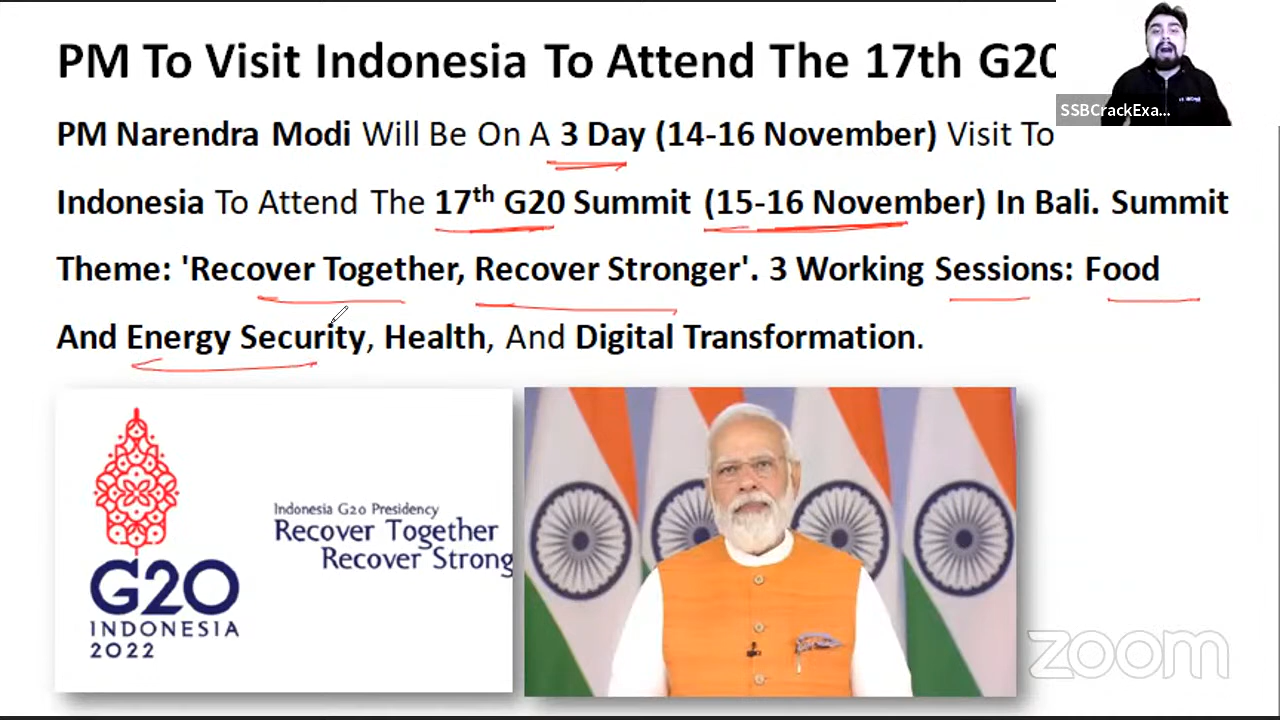 PM To Visit Indonesia To Attend The 17th G20
SSBCrackExa...
PM Narendra Modi Will Be On A 3 Day (14-16 November) Visit To
Indonesia To Attend The 17th G20 Summit (15-16 November) In Bali. Summit
Theme: 'Recover Together, Recover Stronger'. 3 Working Sessions: Food
And Energy Security, Health, And Digital Transformation.
G20
INDONESIA
2022
Indonesia G20 Presidency
Recover Together
Recover Strong
zoom